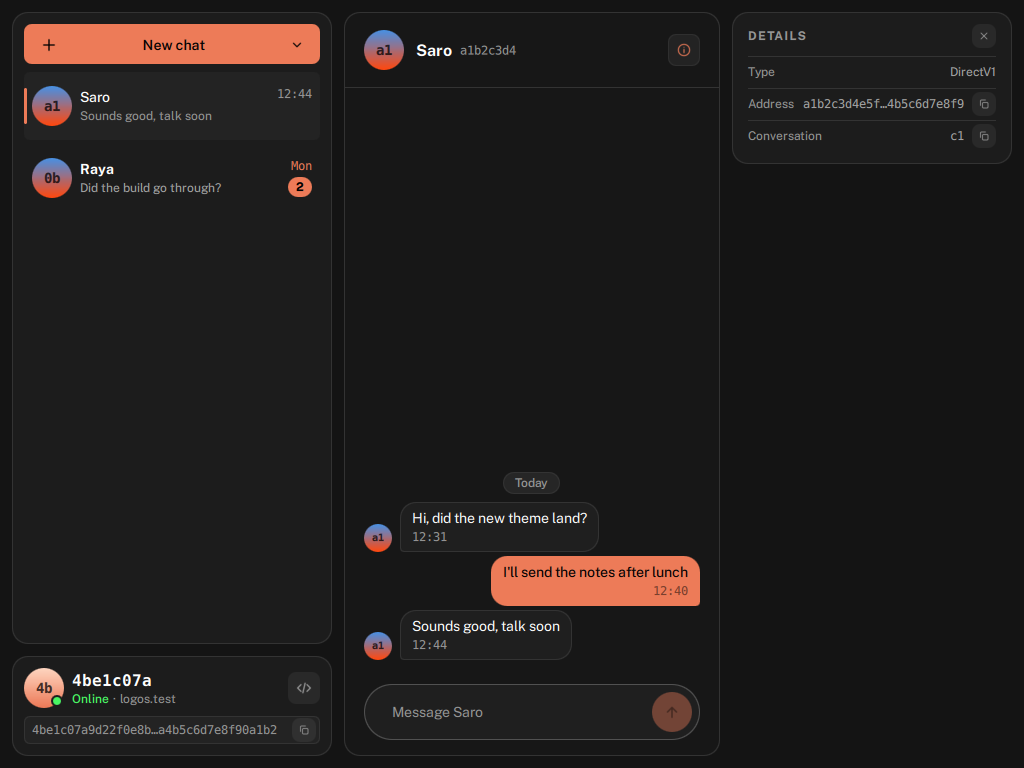 New chat
a1
Saro
12:44
Sounds good, talk soon
0b
Raya
Mon
Did the build go through?
2
4b
4be1c07a
Online · logos.test
4be1c07a9d22f0e8b…a4b5c6d7e8f90a1b2
a1
Saro a1b2c3d4
Today
Hi, did the new theme land?
a1
12:31
I'll send the notes after lunch
12:40
Sounds good, talk soon
a1
12:44
Message Saro
DETAILS
Type DirectV1
Address a1b2c3d4e5f…4b5c6d7e8f9
Conversation c1